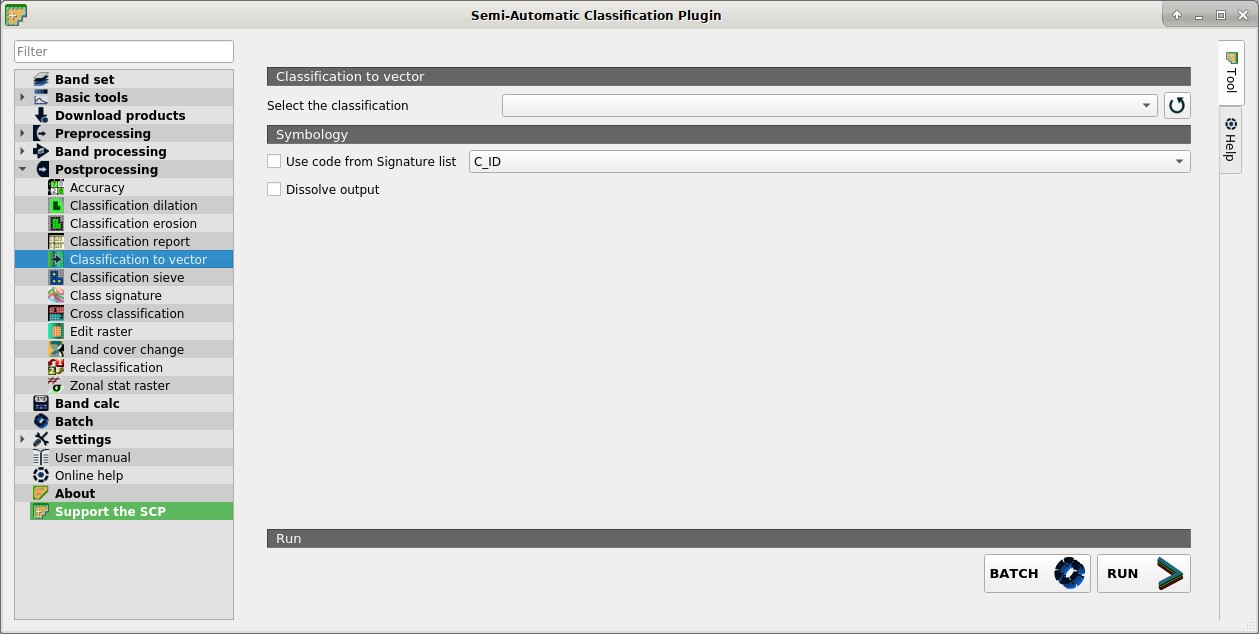 Semi-Automatic Classification Plugin
Filter
Band set
Basic tools
Download products
Preprocessing
Band processing
Postprocessing
Accuracy
Classification dilation
Classification erosion
Classification report
Classification to vector
Classification sieve
Class signature
Cross classification
Edit raster
Land cover change
Reclassification
Zonal stat raster
Band calc
Batch
Settings
User manual
Online help
About
Support the SCP
Classification to vector
Select the classification
Symbology
Use code from Signature list
C_ID
Dissolve output
Run
BATCH
RUN
Tool
Help